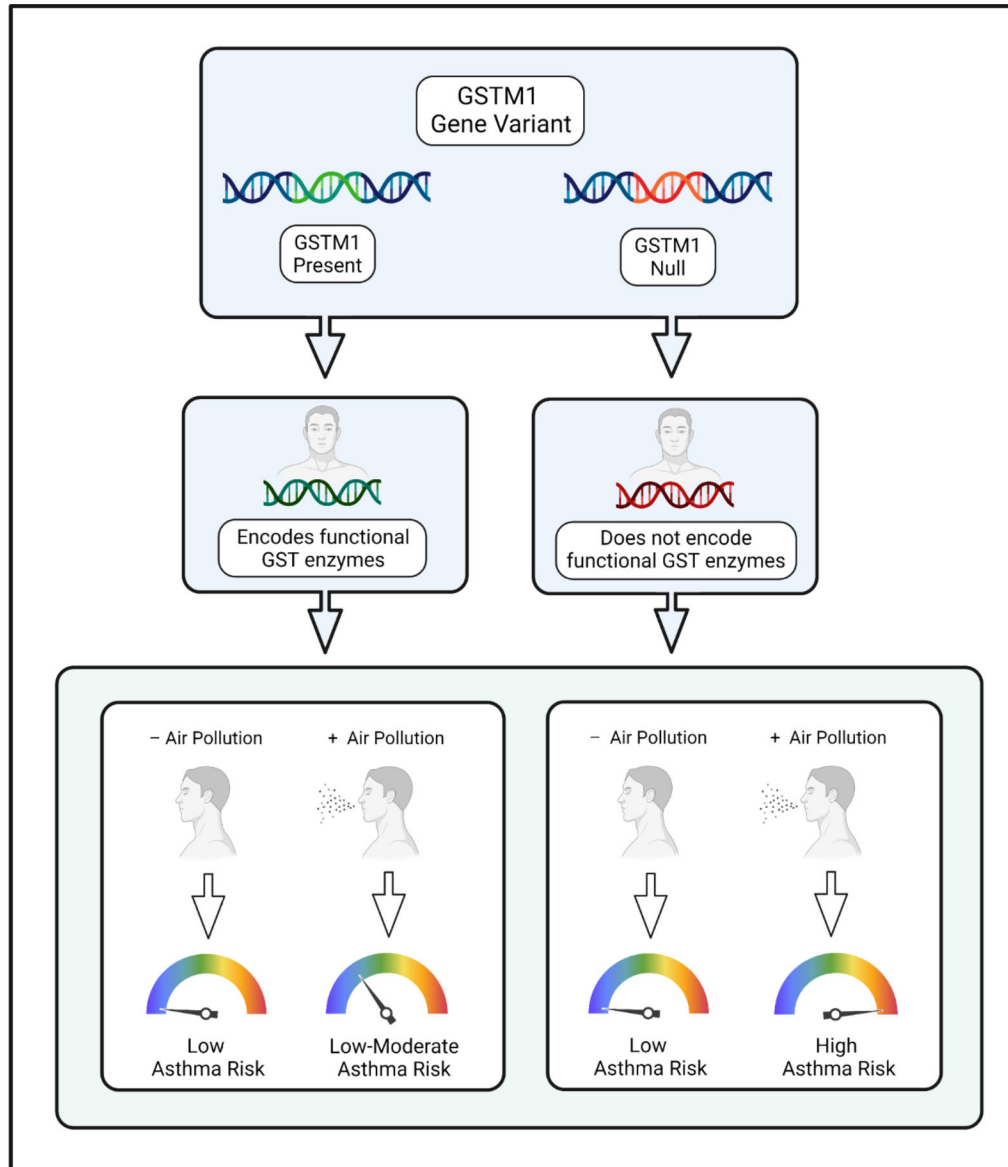 GSTM1
Gene Variant
GSTM1
Present
GSTM1
Null
Encodes functional
GST enzymes
Does not encode
functional GST enzymes
– Air Pollution
+ Air Pollution
– Air Pollution
+ Air Pollution
Low
Asthma Risk
Low-Moderate
Asthma Risk
Low
Asthma Risk
High
Asthma Risk